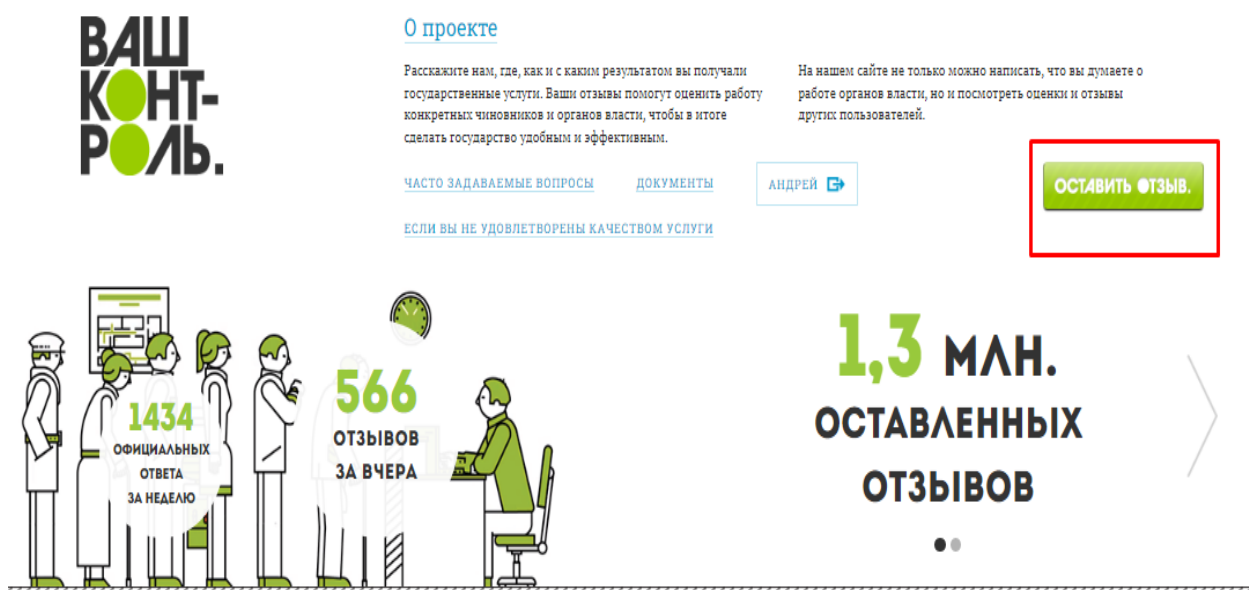 ВАШ
КОНТ-
РОЛЬ.
О проекте
Расскажите нам, где, как и с каким результатом вы получали
государственные услуги. Ваши отзывы помогут оценить работу
конкретных чиновников и органов власти, чтобы в итоге
сделать государство удобным и эффективным.
На нашем сайте не только можно написать, что вы думаете о
работе органов власти, но и посмотреть оценки и отзывы
других пользователей.
ЧАСТО ЗАДАВАЕМЫЕ ВОПРОСЫ
ДОКУМЕНТЫ
АНДРЕЙ
ОСТАВИТЬ ОТЗЫВ.
ЕСЛИ ВЫ НЕ УДОВЛЕТВОРЕНЫ КАЧЕСТВОМ УСЛУГИ
1434
ОФИЦИАЛЬНЫХ
ОТВЕТА
ЗА НЕДЕЛЮ
566
ОТЗЫВОВ
ЗА ВЧЕРА
1,3 МЛН.
ОСТАВЛЕННЫХ
ОТЗЫВОВ